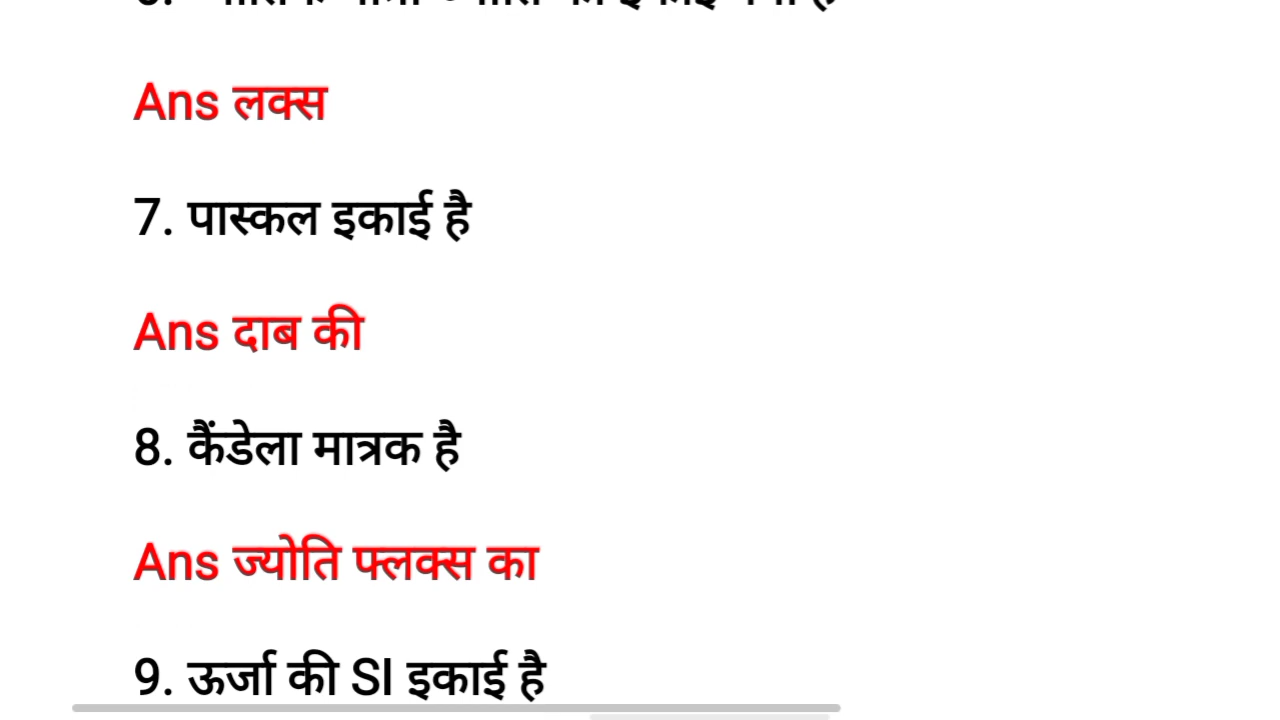 Ans लक्स
7. पास्कल इकाई है
Ans दाब की
8. कैंडेला मात्रक है
Ans ज्योति फ्लक्स का
9. ऊर्जा की SI इकाई है